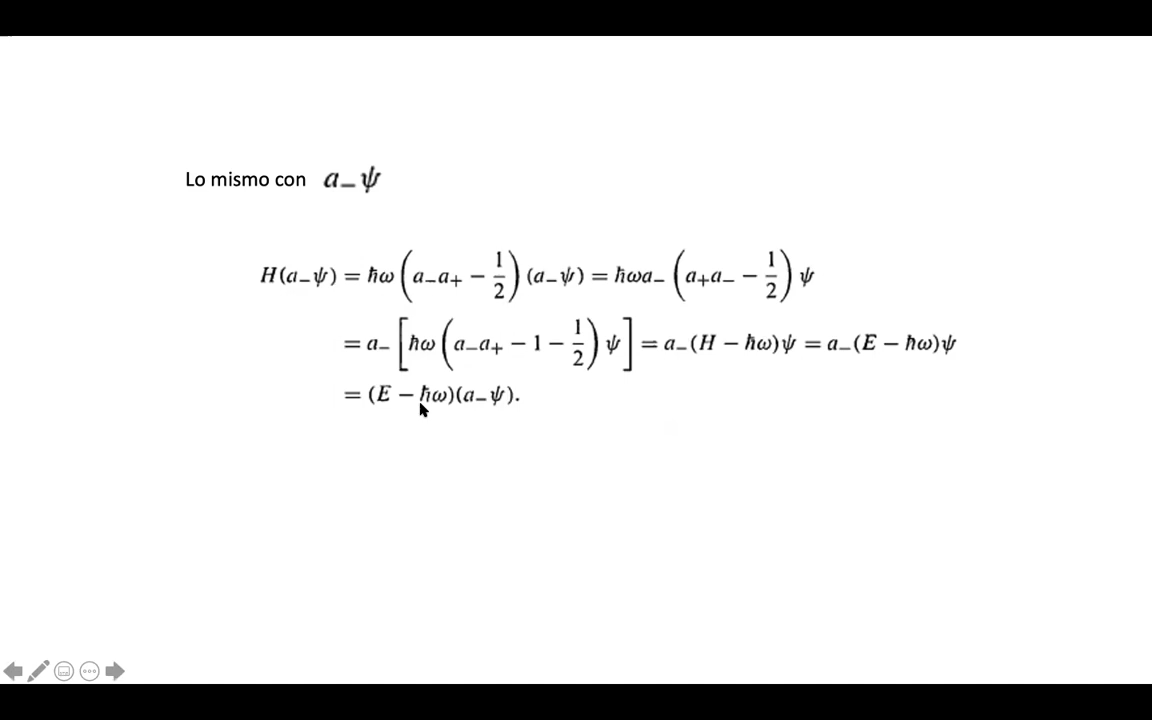 Lo mismo con a₋ψ
H(a₋ψ) = ħω(a₋a₊ − 1/2)(a₋ψ) = ħωa₋(a₊a₋ − 1/2)ψ
= a₋[ħω(a₋a₊ − 1 − 1/2)ψ] = a₋(H − ħω)ψ = a₋(E − ħω)ψ
= (E − ħω)(a₋ψ).